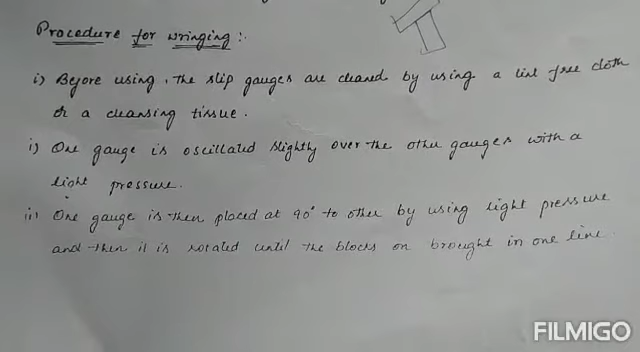 Procedure for wringing :-
i) Before using, the slip gauges are cleaned by using a lint free cloth
or a cleansing tissue.
i) One gauge is oscillated slightly over the other gauges with a
light pressure.
iii) One gauge is then placed at 90° to other by using light pressure
and then it is rotated until the blocks on brought in one line.
FILMIGO